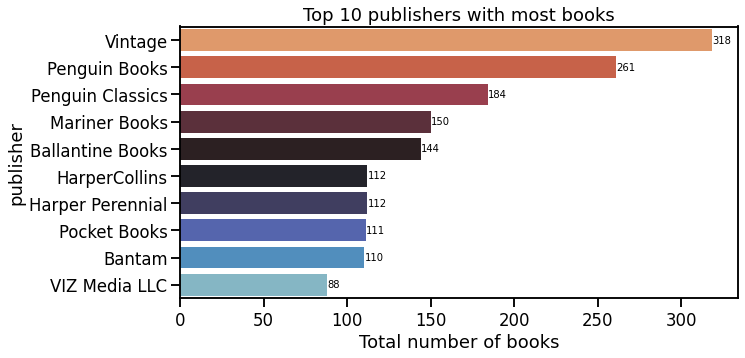 Top 10 publishers with most books
publisher
Vintage 318
Penguin Books 261
Penguin Classics 184
Mariner Books 150
Ballantine Books 144
HarperCollins 112
Harper Perennial 112
Pocket Books 111
Bantam 110
VIZ Media LLC 88
0 50 100 150 200 250 300
Total number of books